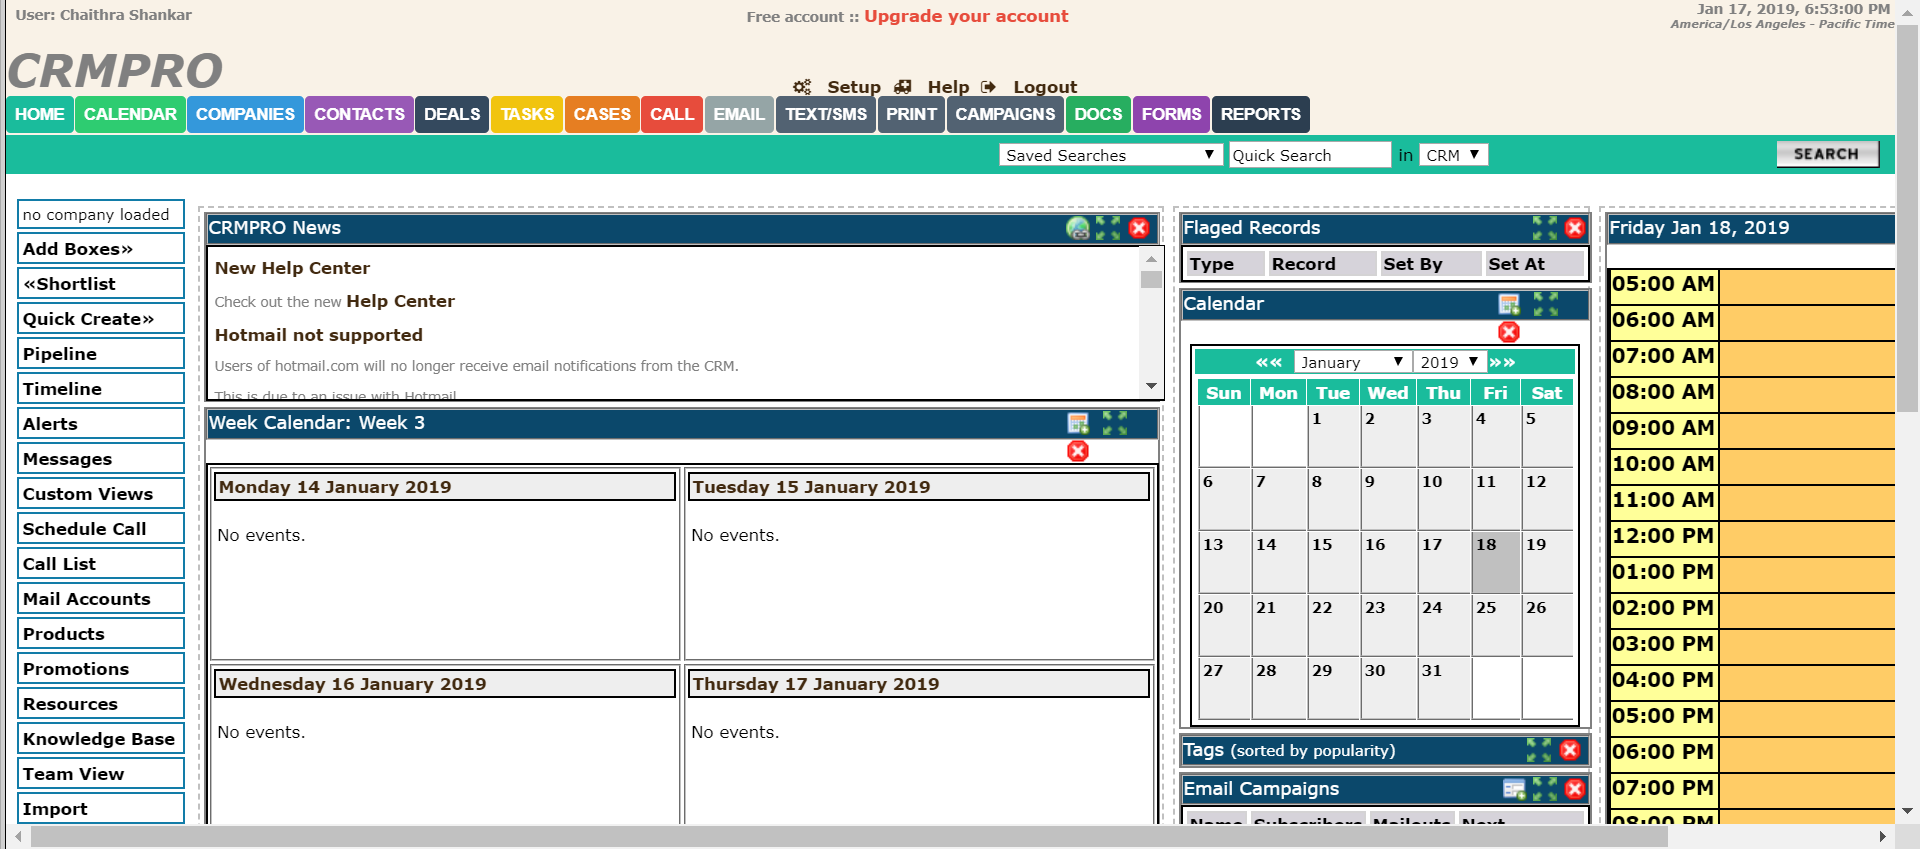 User: Chaithra Shankar
Free account :: Upgrade your account
Jan 17, 2019, 6:53:00 PM
America/Los Angeles - Pacific Time
CRMPRO
Setup Help Logout
HOME CALENDAR COMPANIES CONTACTS DEALS TASKS CASES CALL EMAIL TEXT/SMS PRINT CAMPAIGNS DOCS FORMS REPORTS
Saved Searches Quick Search in CRM SEARCH
no company loaded
Add Boxes»
«Shortlist
Quick Create»
Pipeline
Timeline
Alerts
Messages
Custom Views
Schedule Call
Call List
Mail Accounts
Products
Promotions
Resources
Knowledge Base
Team View
Import
CRMPRO News
New Help Center
Check out the new Help Center
Hotmail not supported
Users of hotmail.com will no longer receive email notifications from the CRM.
This is due to an issue with Hotmail
Week Calendar: Week 3
Monday 14 January 2019
No events.
Tuesday 15 January 2019
No events.
Wednesday 16 January 2019
No events.
Thursday 17 January 2019
No events.
Flaged Records
Type Record Set By Set At
Calendar
«« January 2019 »»
Sun Mon Tue Wed Thu Fri Sat
1 2 3 4 5
6 7 8 9 10 11 12
13 14 15 16 17 18 19
20 21 22 23 24 25 26
27 28 29 30 31
Tags (sorted by popularity)
Email Campaigns
Name Subscribers Mailouts Next
Friday Jan 18, 2019
05:00 AM
06:00 AM
07:00 AM
08:00 AM
09:00 AM
10:00 AM
11:00 AM
12:00 PM
01:00 PM
02:00 PM
03:00 PM
04:00 PM
05:00 PM
06:00 PM
07:00 PM
08:00 PM